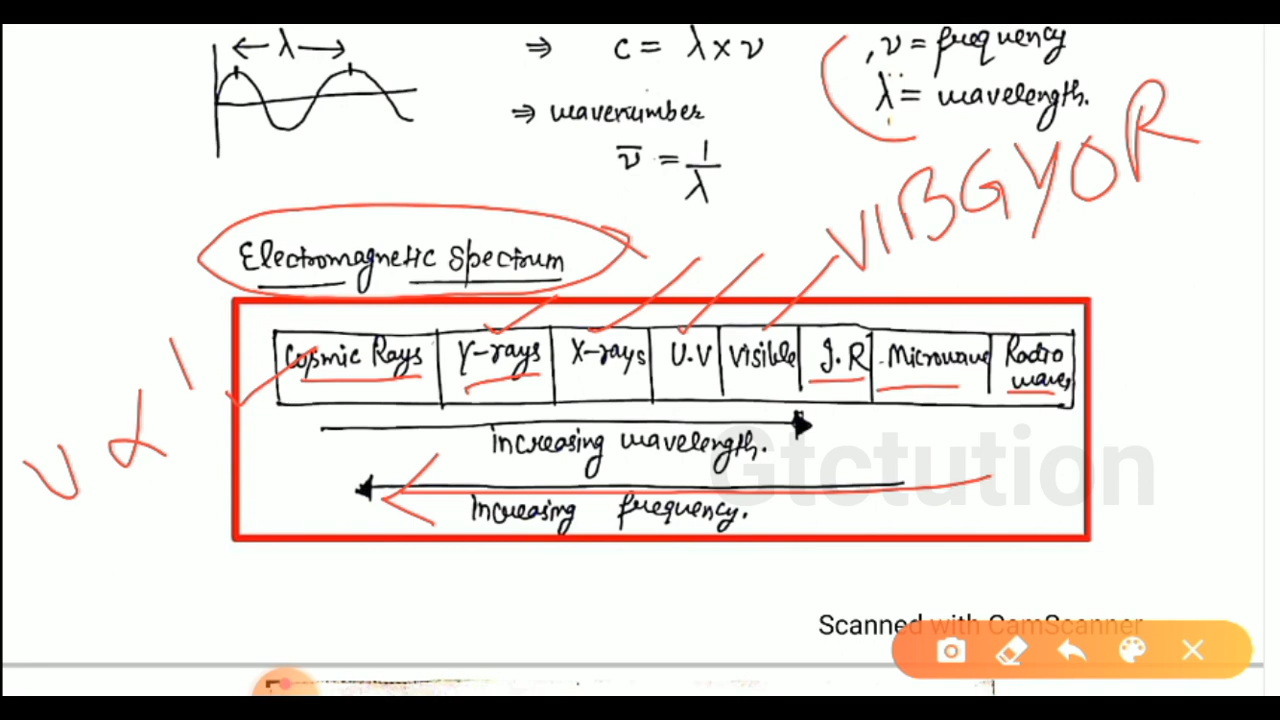 λ
⇒ c = λ × ν
, ν = frequency
λ = wavelength.
⇒ wavenumber
ν̅ = 1/λ
VIBGYOR
Electromagnetic Spectrum
Cosmic Rays γ-rays X-rays U.V Visible I.R Microwave Radio waves
ν α 1
Increasing wavelength.
Gtctution
Increasing frequency.
Scanned with CamScanner